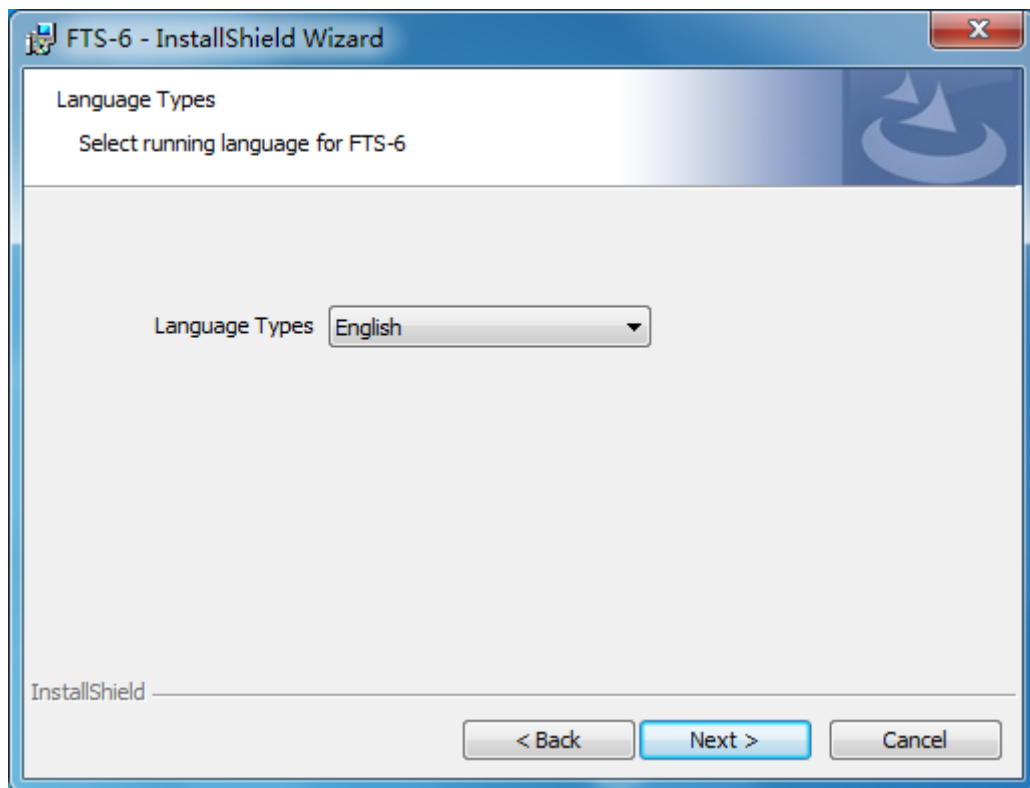 FTS-6 - InstallShield Wizard
Language Types
Select running language for FTS-6
Language Types English
InstallShield
< Back Next > Cancel